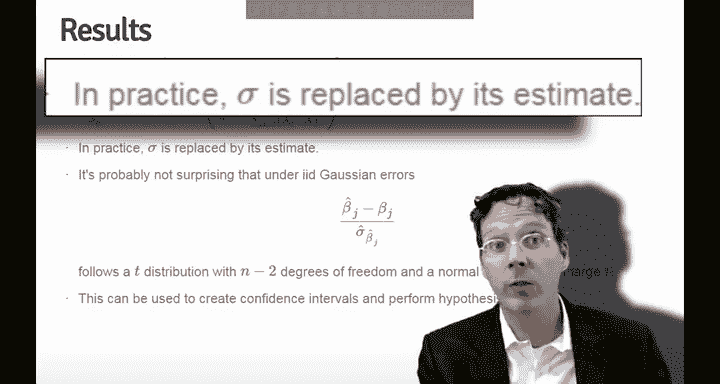 Results
In practice, σ is replaced by its estimate.
· In practice, σ is replaced by its estimate.
· It's probably not surprising that under iid Gaussian errors
β̂ⱼ − βⱼ
σ̂_β̂ⱼ
follows a t distribution with n − 2 degrees of freedom and a normal
· This can be used to create confidence intervals and perform